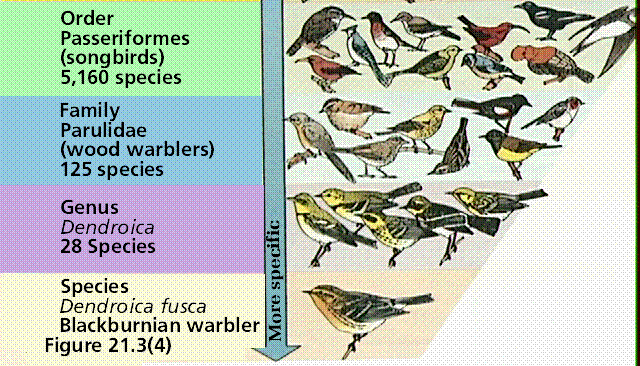 Order
Passeriformes
(songbirds)
5,160 species
Family
Parulidae
(wood warblers)
125 species
Genus
Dendroica
28 Species
Species
Dendroica fusca
Blackburnian warbler
Figure 21.3(4)
More specific